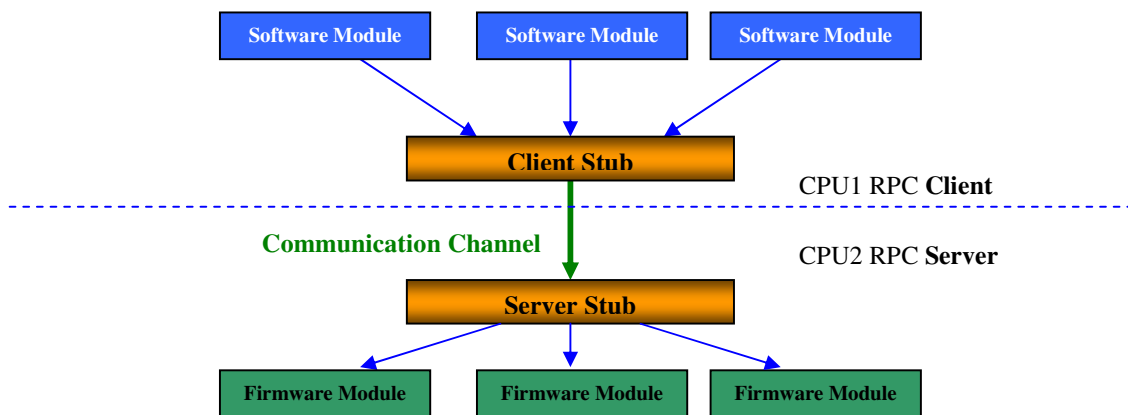 Software Module
Software Module
Software Module
Client Stub
CPU1 RPC Client
Communication Channel
CPU2 RPC Server
Server Stub
Firmware Module
Firmware Module
Firmware Module